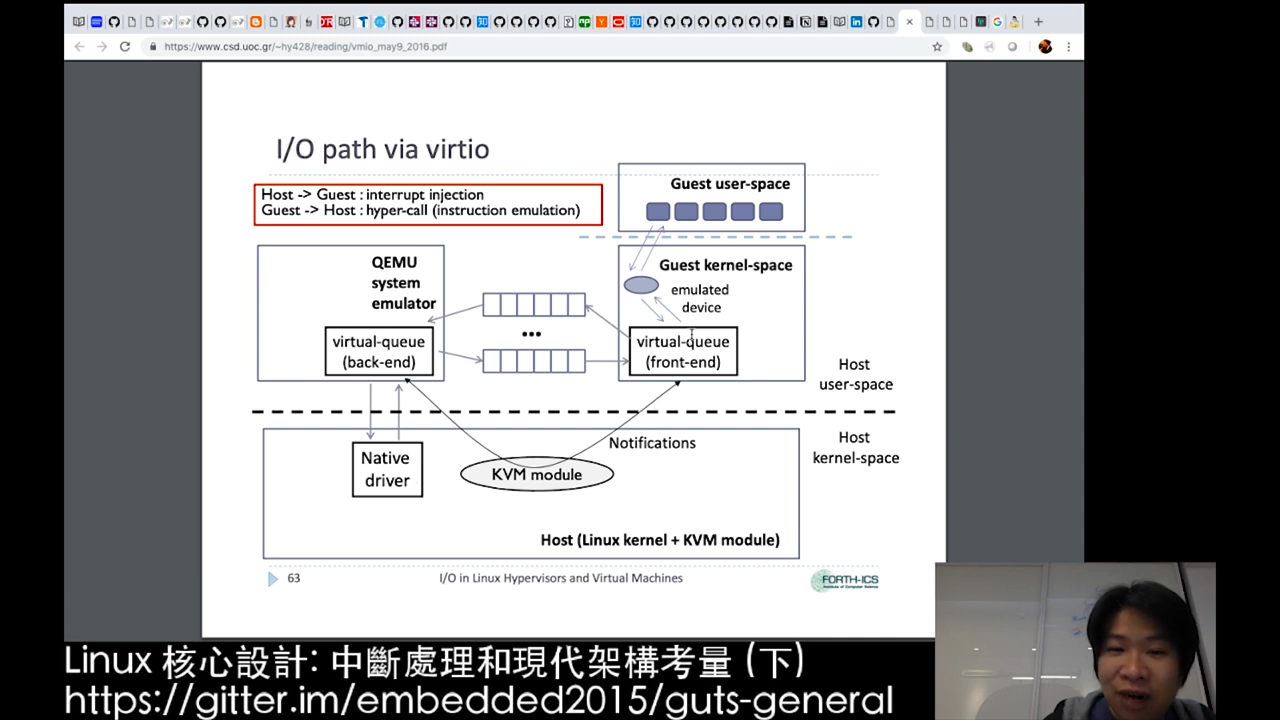 https://www.csd.uoc.gr/~hy428/reading/vmio_may9_2016.pdf
I/O path via virtio
Host -> Guest : interrupt injection
Guest -> Host : hyper-call (instruction emulation)
Guest user-space
QEMU
system
emulator
Guest kernel-space
emulated
device
virtual-queue
(back-end)
•••
virtual-queue
(front-end)
Host
user-space
Host
kernel-space
Notifications
Native
driver
KVM module
Host (Linux kernel + KVM module)
63
I/O in Linux Hypervisors and Virtual Machines
FORTH-ICS
Linux 核心設計: 中斷處理和現代架構考量 (下)
https://gitter.im/embedded2015/guts-general